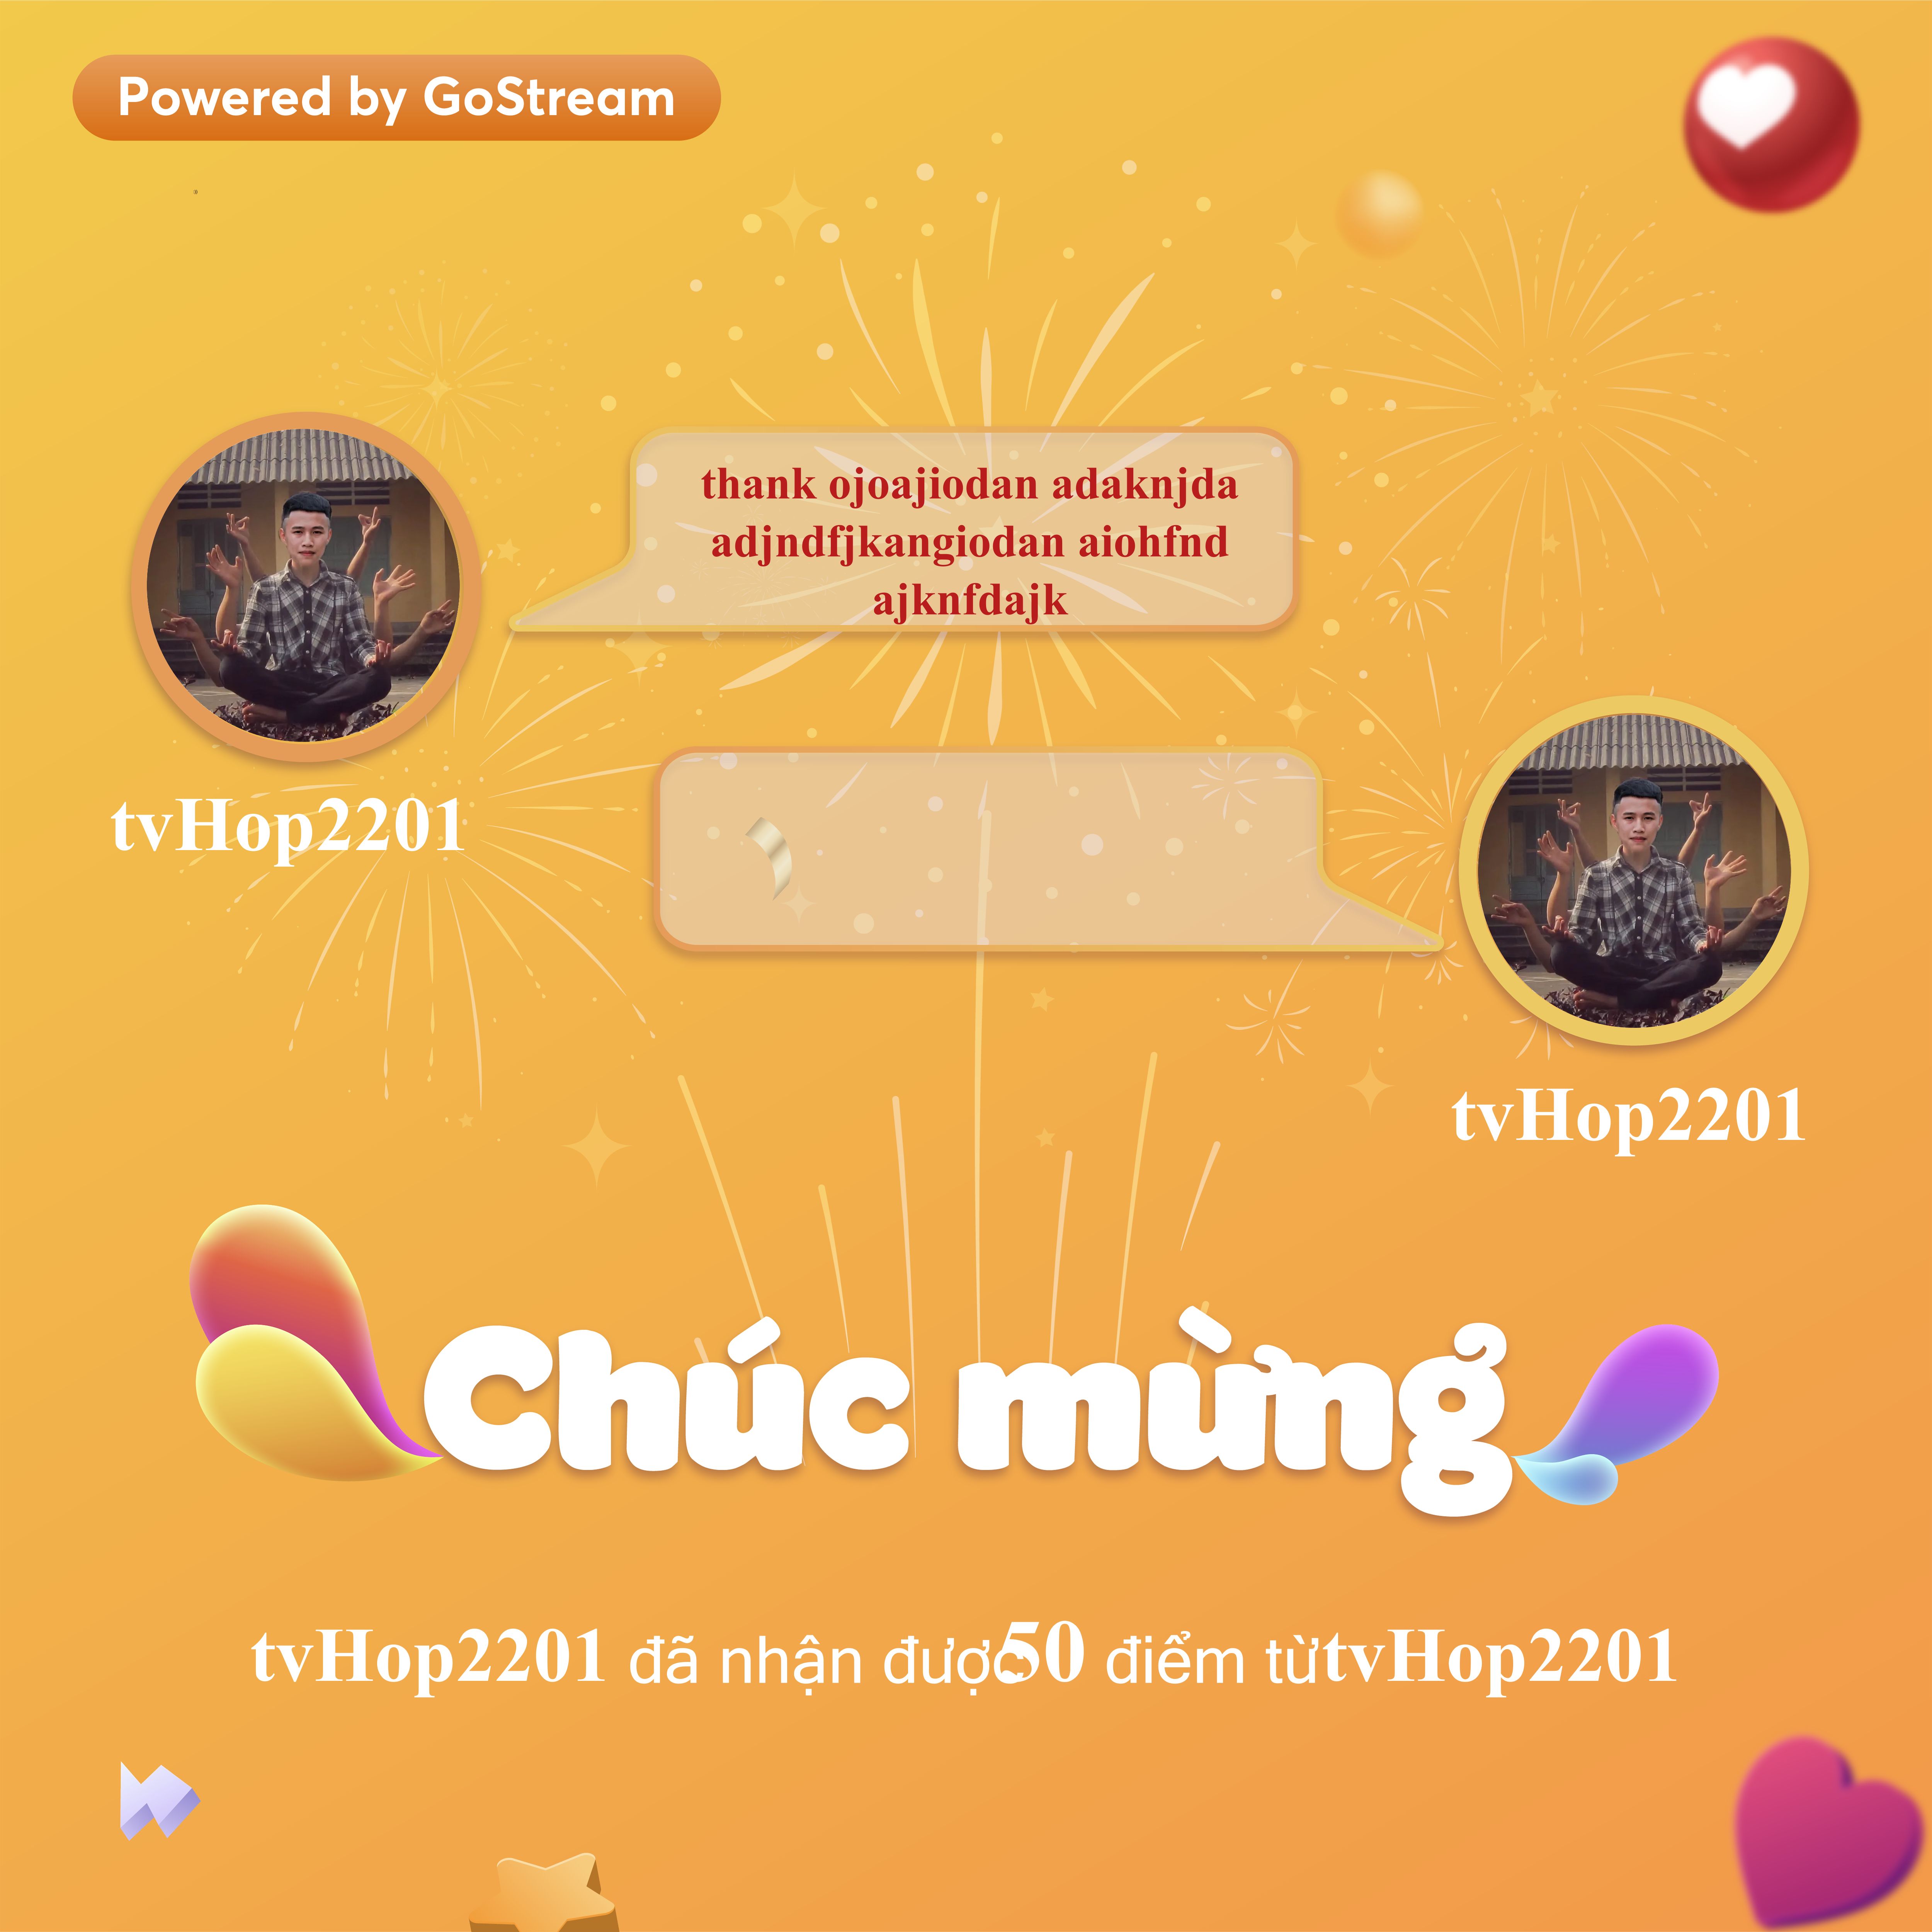 Powered by GoStream
thank ojoajiodan adaknjda
adjndfjkangiodan aiohfnd
ajknfdajk
tvHop2201
tvHop2201
Chúc mừng
tvHop2201 đã nhận được 50 điểm từ tvHop2201